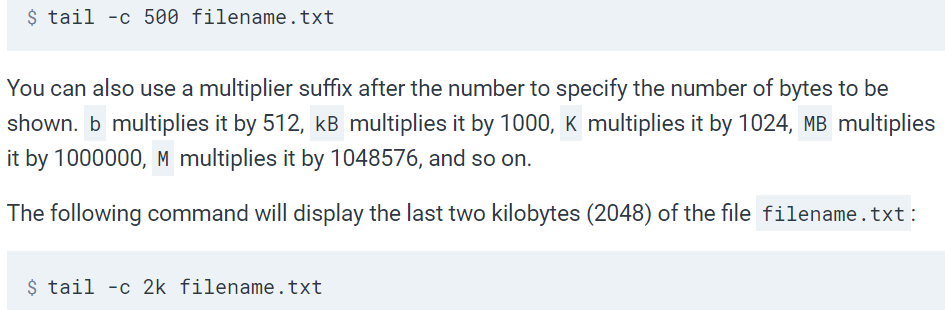 $ tail -c 500 filename.txt
You can also use a multiplier suffix after the number to specify the number of bytes to be
shown. b multiplies it by 512, kB multiplies it by 1000, K multiplies it by 1024, MB multiplies
it by 1000000, M multiplies it by 1048576, and so on.
The following command will display the last two kilobytes (2048) of the file filename.txt:
$ tail -c 2k filename.txt